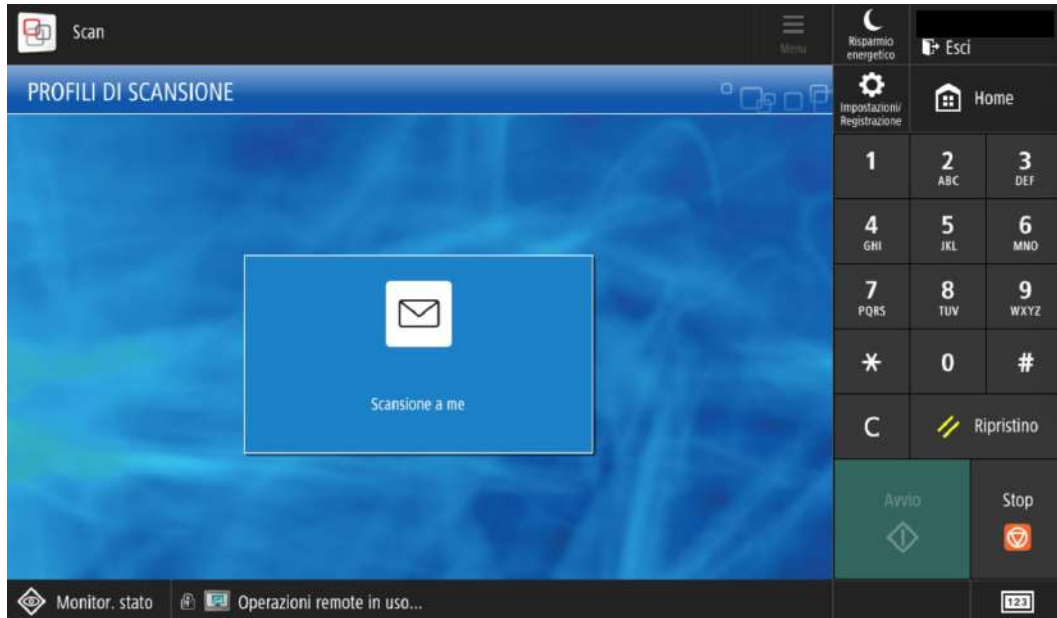 Scan
Menu
PROFILI DI SCANSIONE
Scansione a me
Monitor. stato
Operazioni remote in uso...
Risparmio
energetico
Esci
Impostazioni/
Registrazione
Home
1
2
ABC
3
DEF
4
GHI
5
JKL
6
MNO
7
PQRS
8
TUV
9
WXYZ
*
0
#
C
Ripristino
Avvio
Stop
123